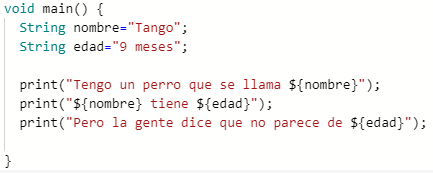 void main() {
  String nombre="Tango";
  String edad="9 meses";
  print("Tengo un perro que se llama ${nombre}");
  print("${nombre} tiene ${edad}");
  print("Pero la gente dice que no parece de ${edad}");
}